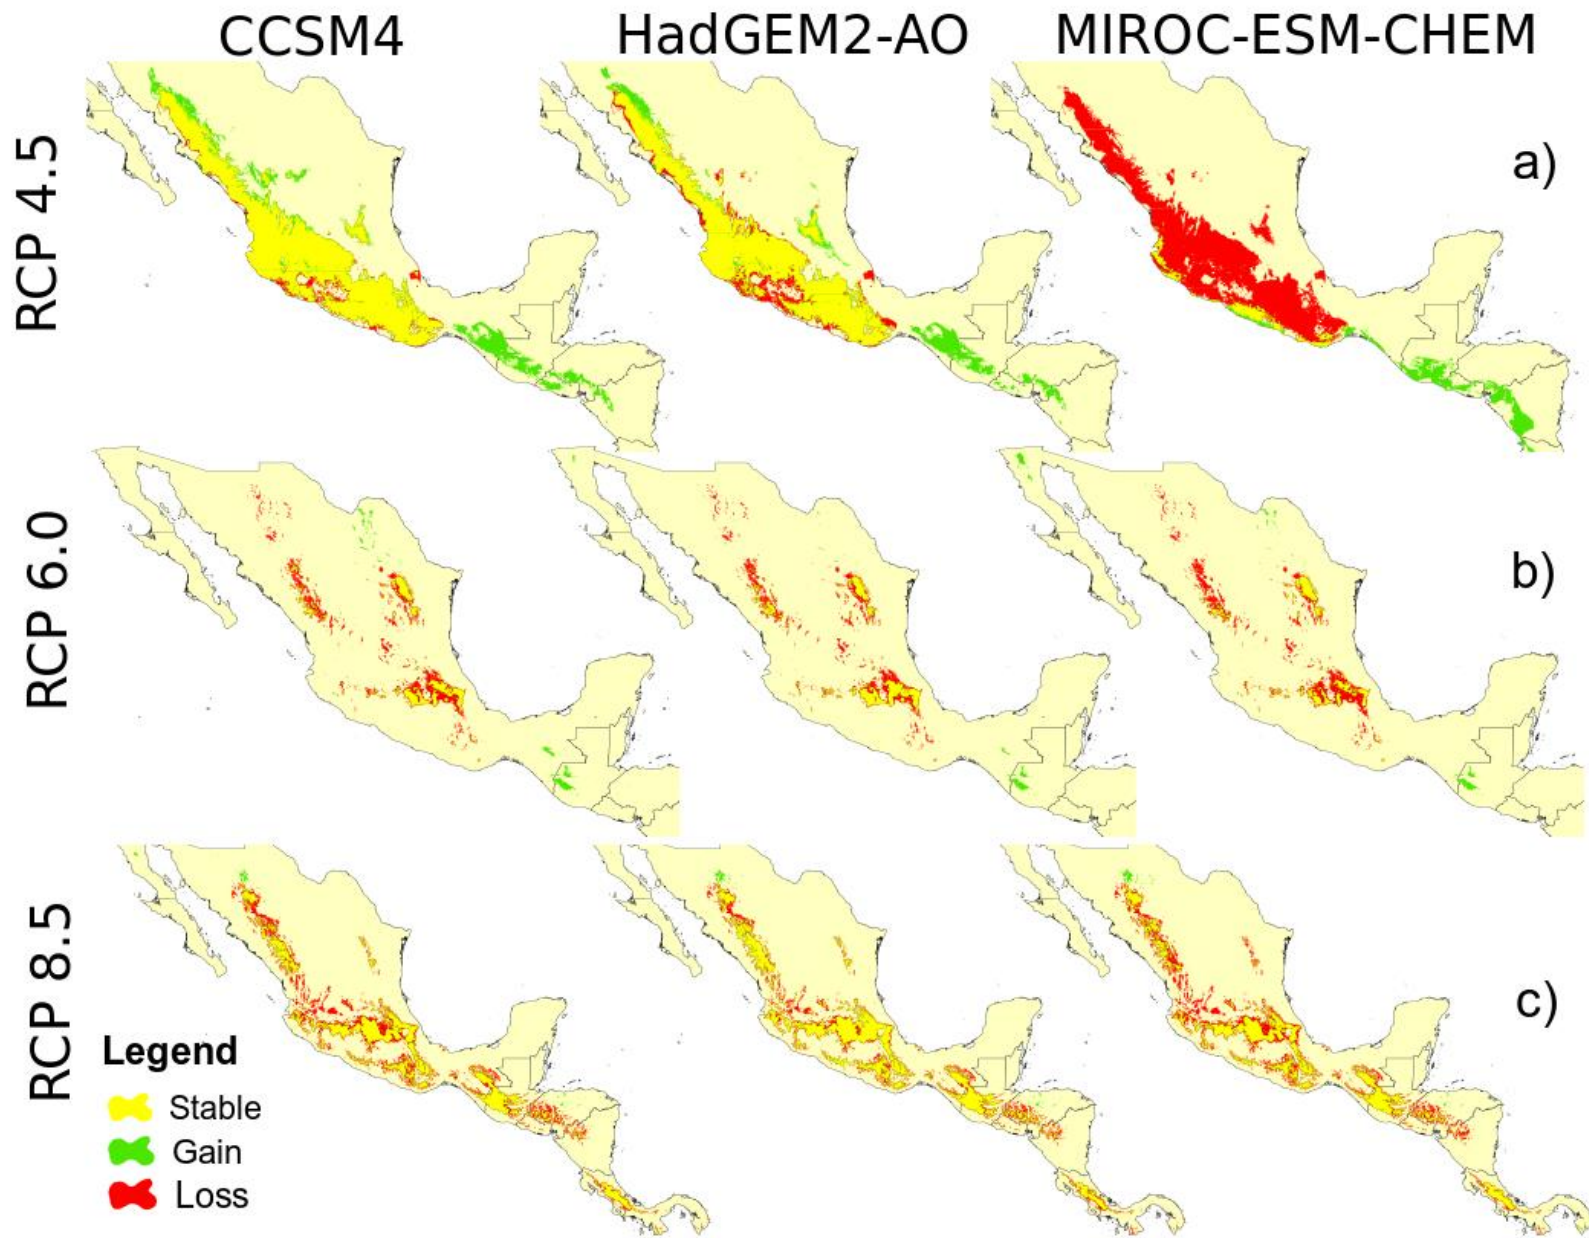 CCSM4 HadGEM2-AO MIROC-ESM-CHEM
RCP 4.5
a)
RCP 6.0
b)
RCP 8.5
c)
Legend
Stable
Gain
Loss